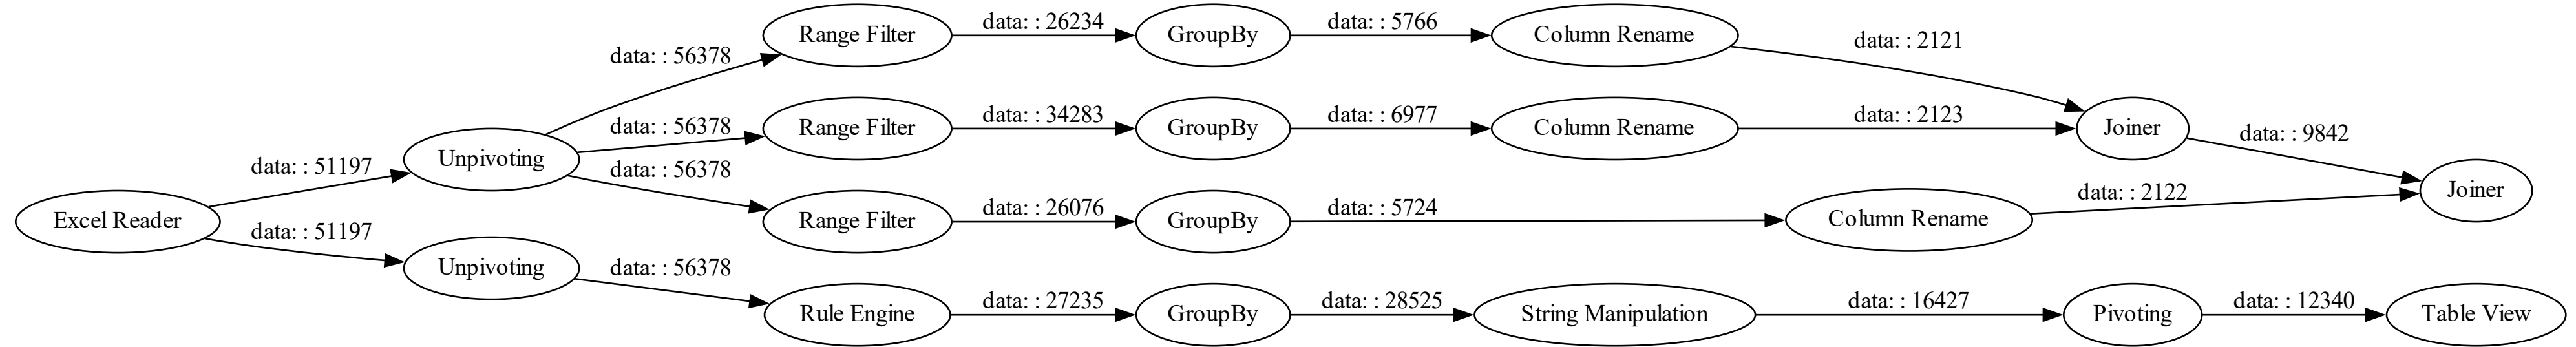 Range Filter
data: : 26234
GroupBy
data: : 5766
Column Rename
data: : 2121
data: : 56378
Range Filter
data: : 34283
GroupBy
data: : 6977
Column Rename
data: : 2123
Joiner
data: : 56378
data: : 9842
Unpivoting
data: : 51197
data: : 56378
Joiner
data: : 2122
Excel Reader
Range Filter
data: : 26076
GroupBy
data: : 5724
Column Rename
data: : 51197
Unpivoting
data: : 56378
Rule Engine
data: : 27235
GroupBy
data: : 28525
String Manipulation
data: : 16427
Pivoting
data: : 12340
Table View